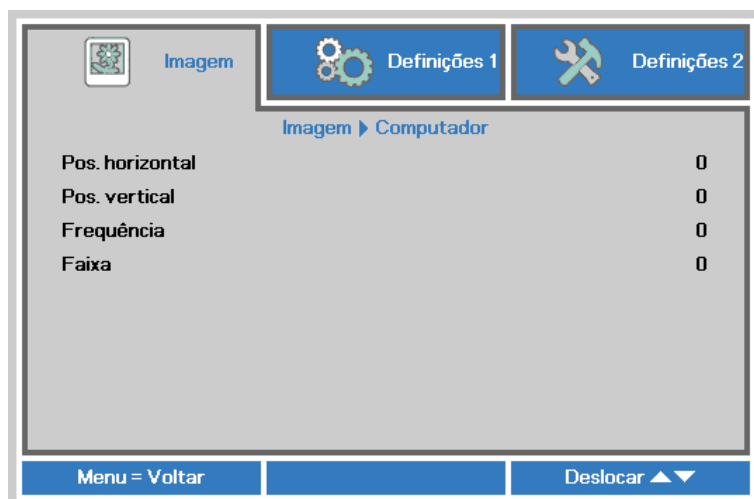 Imagem
Definições 1
Definições 2
Imagem ▶ Computador
Pos. horizontal 0
Pos. vertical 0
Frequência 0
Faixa 0
Menu = Voltar
Deslocar ▲▼